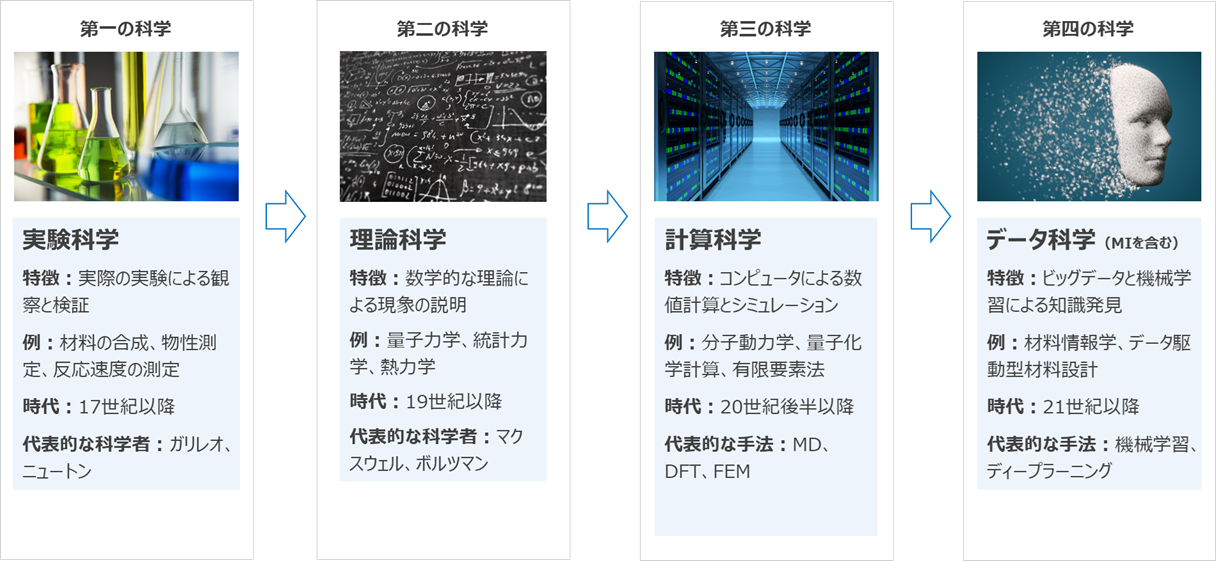 第一の科学
実験科学
特徴：実際の実験による観
察と検証
例：材料の合成、物性測
定、反応速度の測定
時代：17世紀以降
代表的な科学者：ガリレオ、
ニュートン
第二の科学
理論科学
特徴：数学的な理論に
よる現象の説明
例：量子力学、統計力
学、熱力学
時代：19世紀以降
代表的な科学者：マク
スウェル、ボルツマン
第三の科学
計算科学
特徴：コンピュータによる数
値計算とシミュレーション
例：分子動力学、量子化
学計算、有限要素法
時代：20世紀後半以降
代表的な手法：MD、
DFT、FEM
第四の科学
データ科学（MIを含む）
特徴：ビッグデータと機械学
習による知識発見
例：材料情報学、データ駆
動型材料設計
時代：21世紀以降
代表的な手法：機械学習、
ディープラーニング